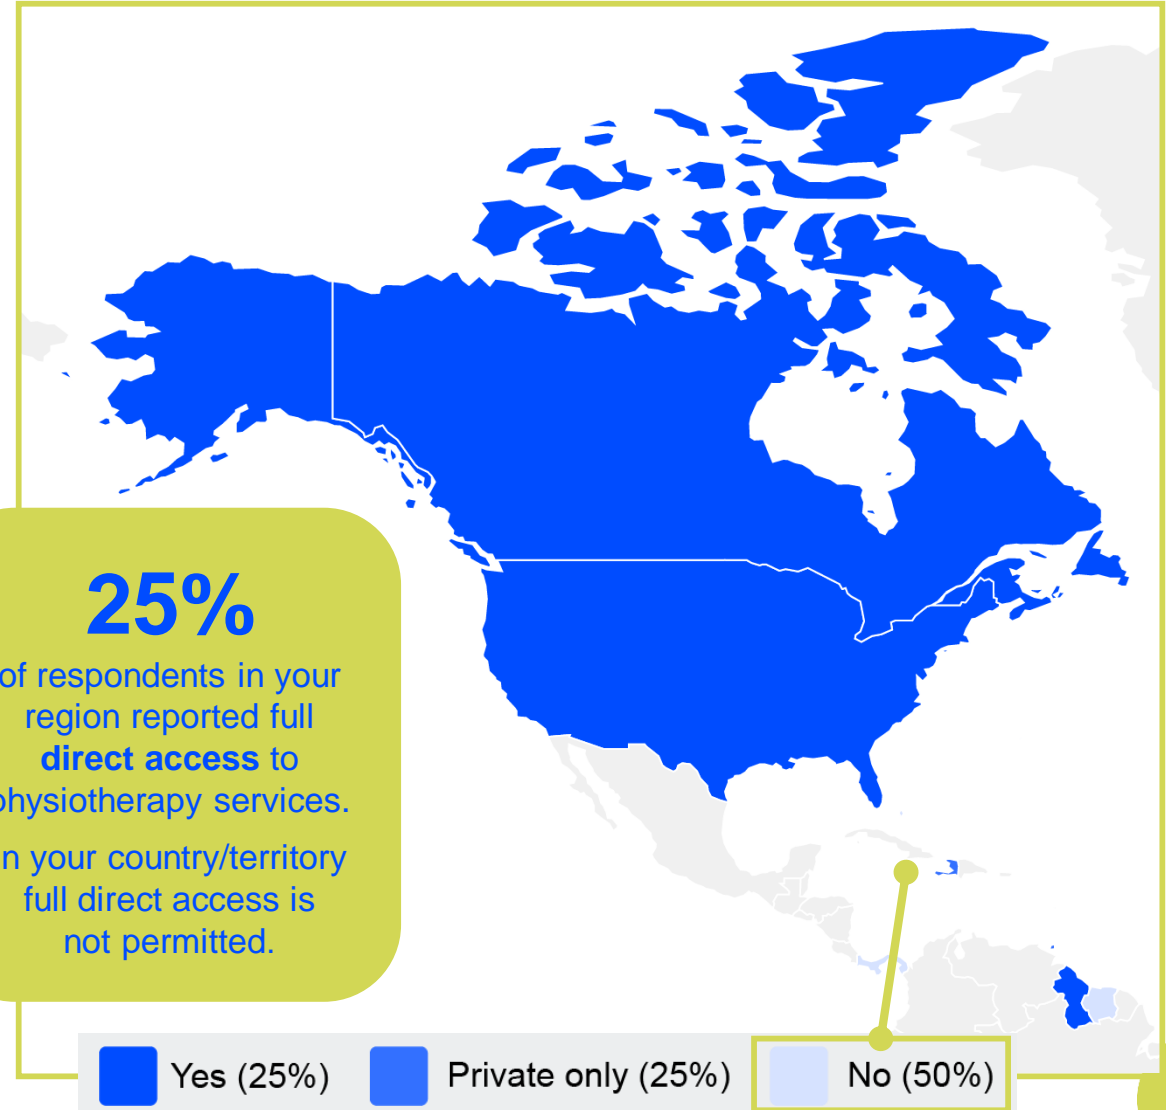 25%
of respondents in your
region reported full
direct access to
physiotherapy services.
n your country/territory
full direct access is
not permitted.
Yes (25%)
Private only (25%)
No (50%)